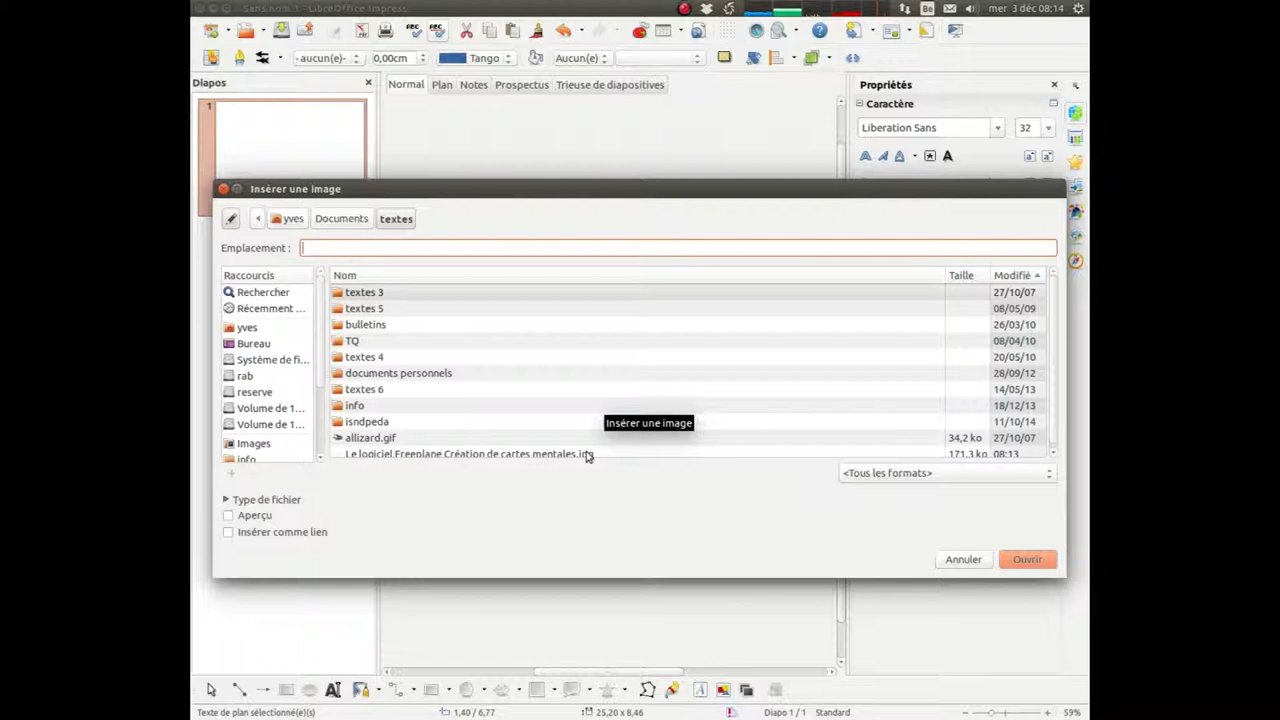 Sans nom 1 - LibreOffice Impress
Be
mer 3 déc 08:14
- aucun(e)-
0,00cm
Tango
Aucun(e)
Diapos
Normal
Plan
Notes
Prospectus
Trieuse de diapositives
Propriétés
Caractère
Liberation Sans
32
1
Insérer une image
yves
Documents
textes
Emplacement :
Raccourcis
Nom
Taille
Modifié
Rechercher
textes 3
27/10/07
Récemment ...
textes 5
08/05/09
yves
bulletins
26/03/10
Bureau
TQ
08/04/10
Système de fi...
textes 4
20/05/10
rab
documents personnels
28/09/12
reserve
textes 6
14/05/13
Volume de 1...
info
18/12/13
Volume de 1...
isndpeda
11/10/14
Insérer une image
Images
allizard.gif
34,2 ko
27/10/07
info
Le logiciel Freeplane Création de cartes mentales.jpg
171,3 ko
08:13
<Tous les formats>
Type de fichier
Aperçu
Insérer comme lien
Annuler
Ouvrir
Texte de plan sélectionné(e)(s)
1,40 / 6,77
25,20 x 8,46
Diapo 1 / 1
Standard
59%